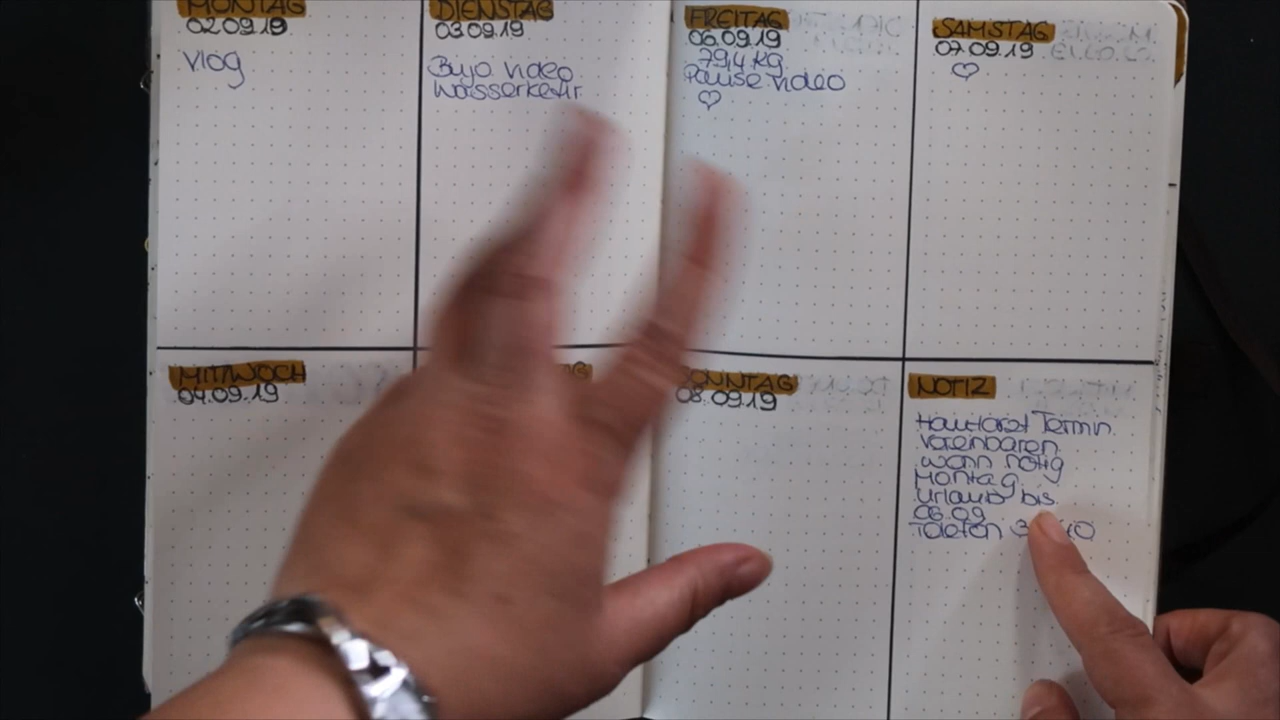 MONTAG
02.09.19
Vlog
DIENSTAG
03.09.19
Bujo video
Wasserkefir
MITTWOCH
04.09.19
FREITAG
06.09.19
79,4 kg
Pause video
SAMSTAG
07.09.19
SONNTAG
08.09.19
NOTIZ
Hautarzt Termin
vereinbaren
wann nötig
Montag
Urlaub bis
06.09
Telefon